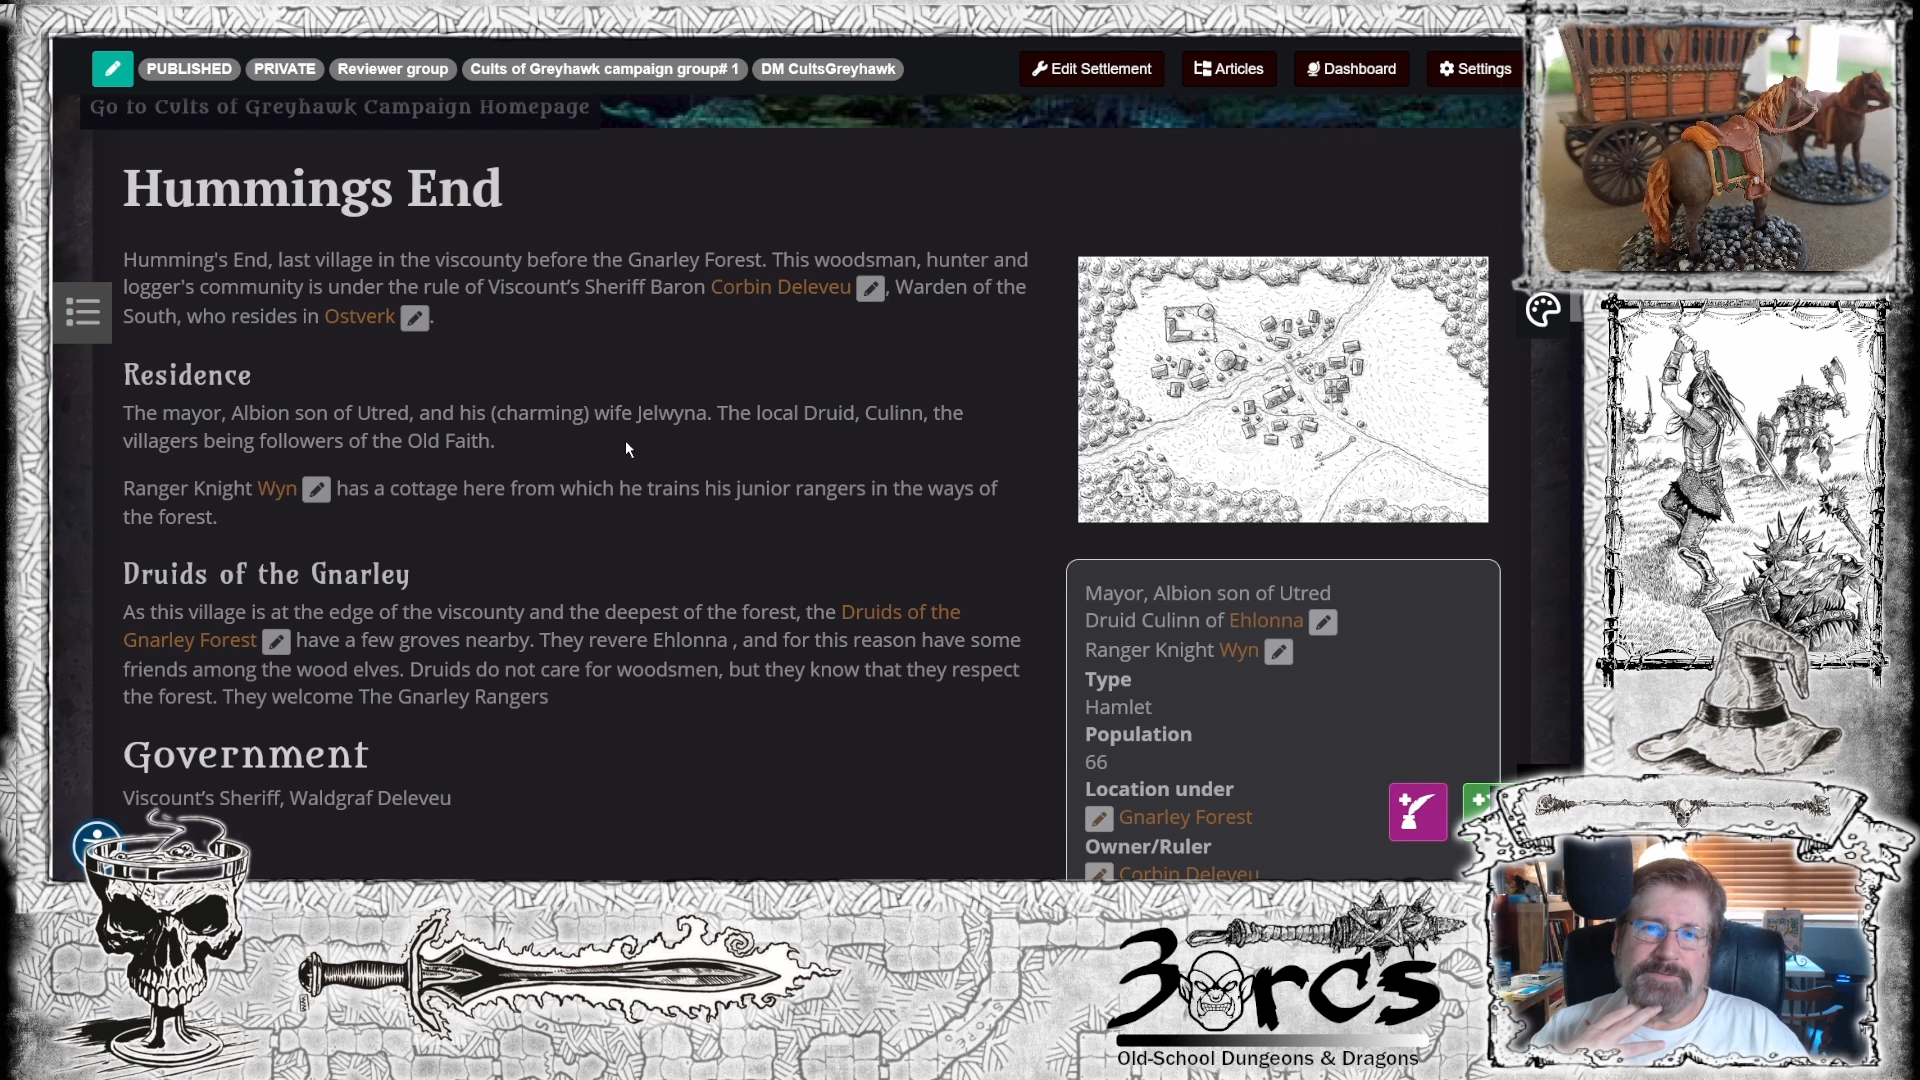 PUBLISHED PRIVATE Reviewer group Cults of Greyhawk campaign group# 1 DM CultsGreyhawk Edit Settlement Articles Dashboard Settings
Go to Cults of Greyhawk Campaign Homepage
Hummings End
Humming's End, last village in the viscounty before the Gnarley Forest. This woodsman, hunter and
logger's community is under the rule of Viscount's Sheriff Baron Corbin Deleveu , Warden of the
South, who resides in Ostverk .
Residence
The mayor, Albion son of Utred, and his (charming) wife Jelwyna. The local Druid, Culinn, the
villagers being followers of the Old Faith.
Ranger Knight Wyn has a cottage here from which he trains his junior rangers in the ways of
the forest.
Druids of the Gnarley
As this village is at the edge of the viscounty and the deepest of the forest, the Druids of the
Gnarley Forest have a few groves nearby. They revere Ehlonna , and for this reason have some
friends among the wood elves. Druids do not care for woodsmen, but they know that they respect
the forest. They welcome The Gnarley Rangers
Government
Viscount's Sheriff, Waldgraf Deleveu
Mayor, Albion son of Utred
Druid Culinn of Ehlonna
Ranger Knight Wyn
Type
Hamlet
Population
66
Location under
Gnarley Forest
Owner/Ruler
Corbin Deleveu
3 orcs
Old-School Dungeons & Dragons